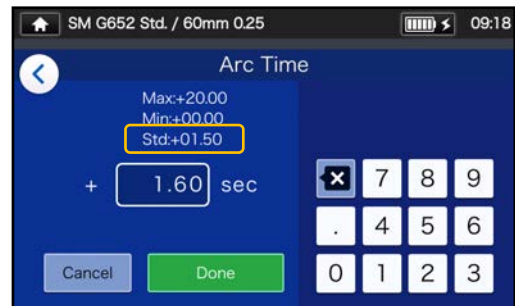 SM G652 Std. / 60mm 0.25 09:18
Arc Time
Max:+20.00
Min:+00.00
Std:+01.50
+ 1.60 sec
7 8 9
. 4 5 6
0 1 2 3
Cancel Done